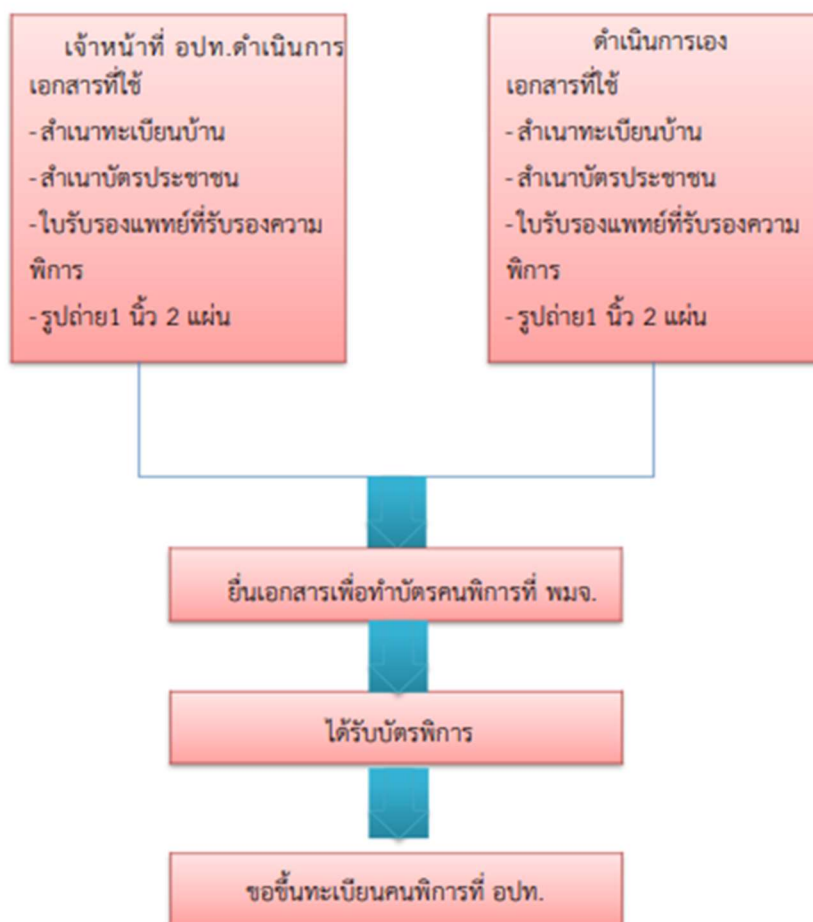 เจ้าหน้าที่ อปท.ดำเนินการ
เอกสารที่ใช้
-สำเนาทะเบียนบ้าน
-สำเนาบัตรประชาชน
-ใบรับรองแพทย์ที่รับรองความ
พิการ
-รูปถ่าย1 นิ้ว 2 แผ่น
ดำเนินการเอง
เอกสารที่ใช้
-สำเนาทะเบียนบ้าน
-สำเนาบัตรประชาชน
-ใบรับรองแพทย์ที่รับรองความ
พิการ
-รูปถ่าย1 นิ้ว 2 แผ่น
ยื่นเอกสารเพื่อทำบัตรคนพิการที่ พมจ.
ได้รับบัตรพิการ
ขอขึ้นทะเบียนคนพิการที่ อปท.